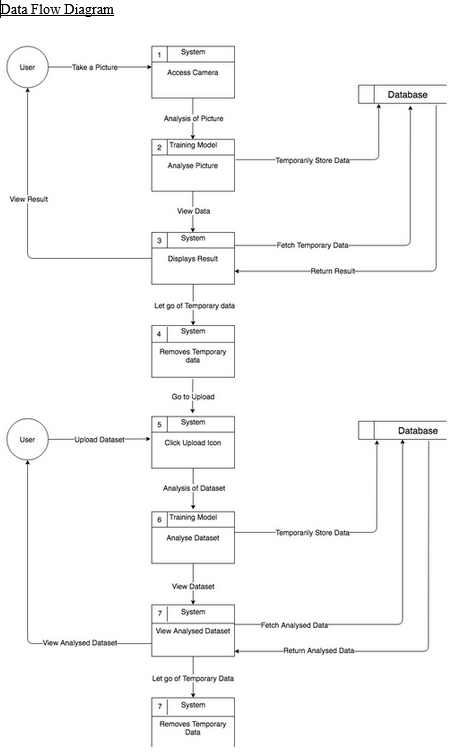 Data Flow Diagram
1 System
User
Take a Picture
Access Camera
Database
Analysis of Picture
2 Training Model
Analyse Picture
Temporarily Store Data
View Result
View Data
3 System
Fetch Temporary Data
Displays Result
Return Result
Let go of Temporary data
4 System
Removes Temporary
data
Go to Upload
5 System
User
Upload Dataset
Click Upload Icon
Database
Analysis of Dataset
6 Training Model
Analyse Dataset
Temporarily Store Data
View Dataset
7 System
View Analysed Dataset
Fetch Analysed Data
View Analysed Dataset
Return Analysed Data
Let go of Temporary Data
7 System
Removes Temporary
Data